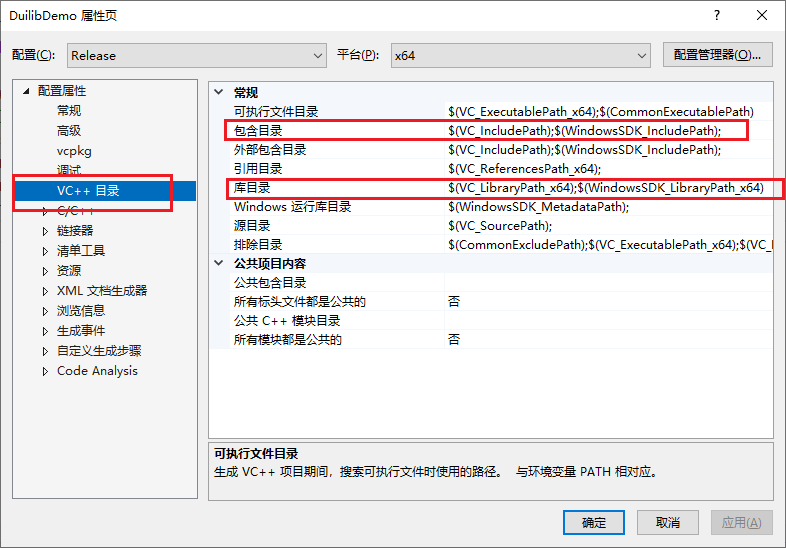 DuilibDemo 属性页
配置(C): Release 平台(P): x64 配置管理器(O)...
配置属性
常规
高级
vcpkg
调试
VC++ 目录
C/C++
链接器
清单工具
资源
XML 文档生成器
浏览信息
生成事件
自定义生成步骤
Code Analysis
常规
可执行文件目录 $(VC_ExecutablePath_x64);$(CommonExecutablePath)
包含目录 $(VC_IncludePath);$(WindowsSDK_IncludePath);
外部包含目录 $(VC_IncludePath);$(WindowsSDK_IncludePath);
引用目录 $(VC_ReferencesPath_x64);
库目录 $(VC_LibraryPath_x64);$(WindowsSDK_LibraryPath_x64)
Windows 运行库目录 $(WindowsSDK_MetadataPath);
源目录 $(VC_SourcePath);
排除目录 $(CommonExcludePath);$(VC_ExecutablePath_x64);$(VC_I
公共项目内容
公共包含目录
所有标头文件都是公共的 否
公共 C++ 模块目录
所有模块都是公共的 否
可执行文件目录
生成 VC++ 项目期间，搜索可执行文件时使用的路径。 与环境变量 PATH 相对应。
确定 取消 应用(A)